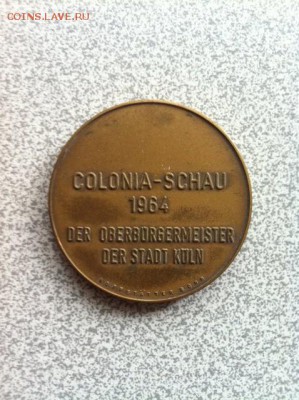 COINS.LAVE.RU
COLONIA-SCHAU
1964
DER OBERBÜRGERMEISTER
DER STADT KÖLN